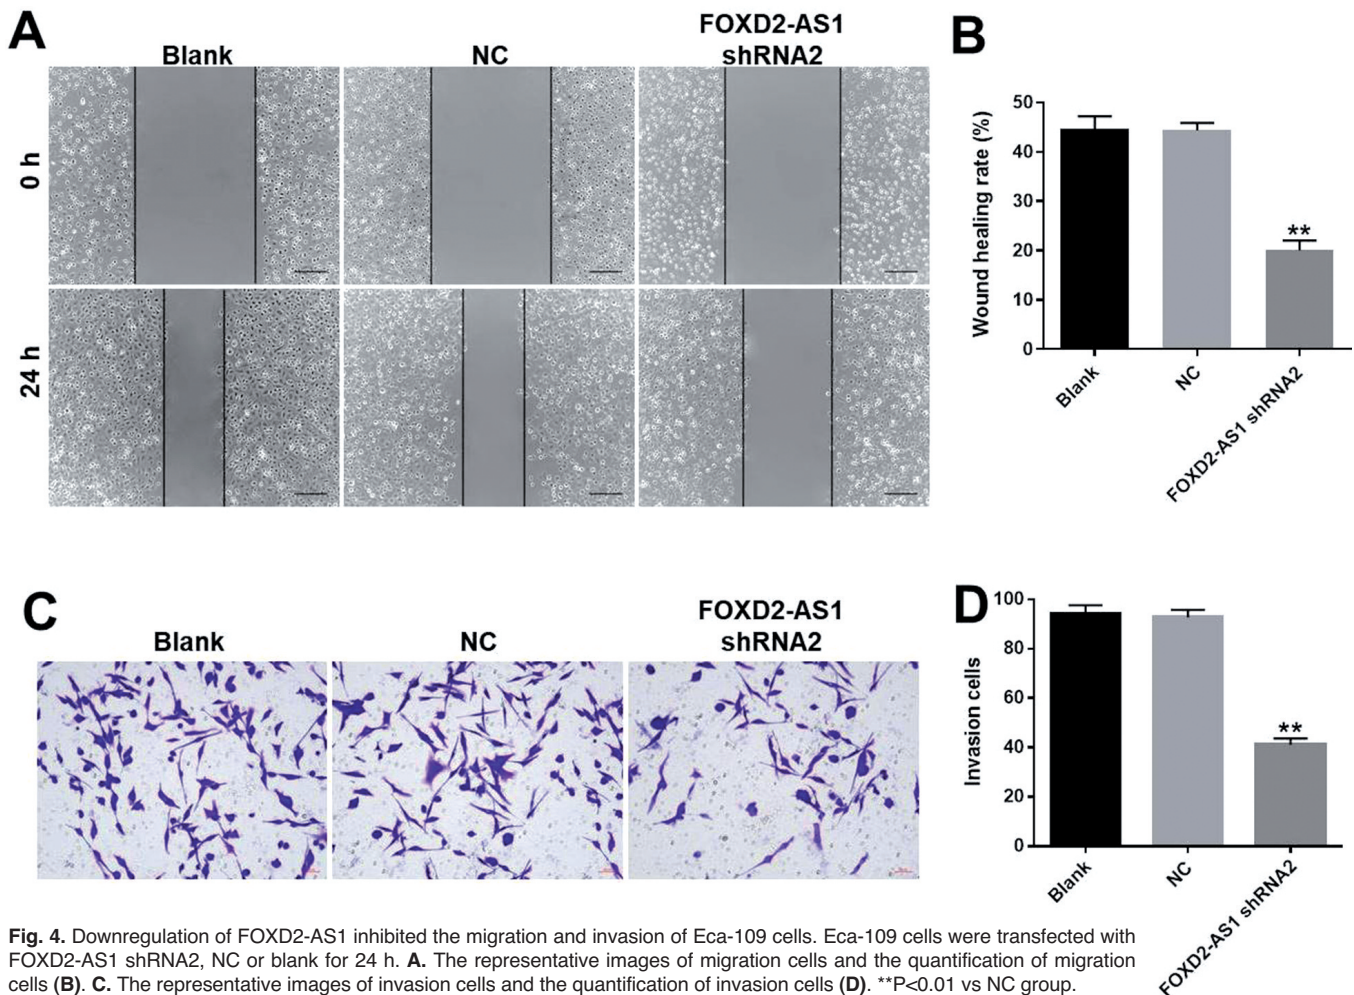 A
Blank
NC
FOXD2-AS1
shRNA2
0 h
24 h
B
Wound healing rate (%)
50
40
30
20
10
0
**
Blank
NC
FOXD2-AS1 shRNA2
C
Blank
NC
FOXD2-AS1
shRNA2
D
Invasion cells
100
80
60
40
20
0
**
Blank
NC
FOXD2-AS1 shRNA2
Fig. 4. Downregulation of FOXD2-AS1 inhibited the migration and invasion of Eca-109 cells. Eca-109 cells were transfected with
FOXD2-AS1 shRNA2, NC or blank for 24 h. A. The representative images of migration cells and the quantification of migration
cells (B). C. The representative images of invasion cells and the quantification of invasion cells (D). **P<0.01 vs NC group.